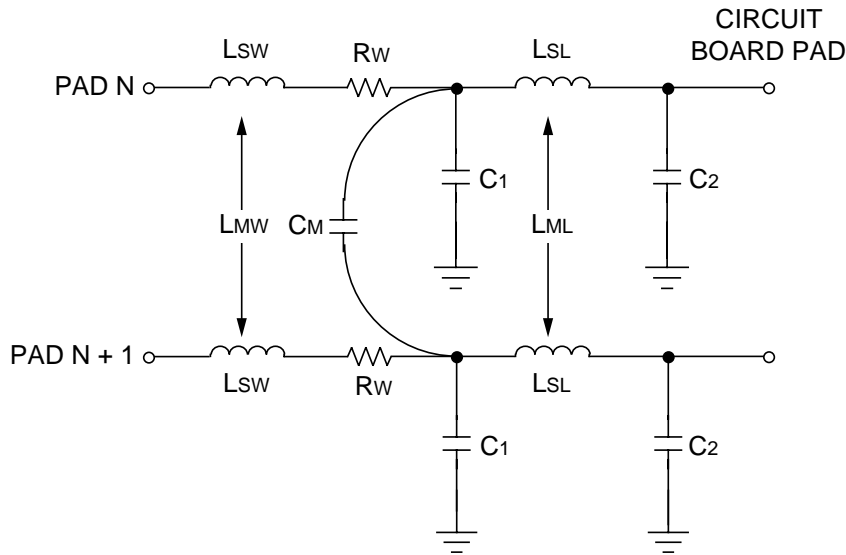 CIRCUIT
BOARD PAD
LSW
RW
LSL
PAD N
C1
C2
LMW
CM
LML
PAD N + 1
LSW
RW
LSL
C1
C2